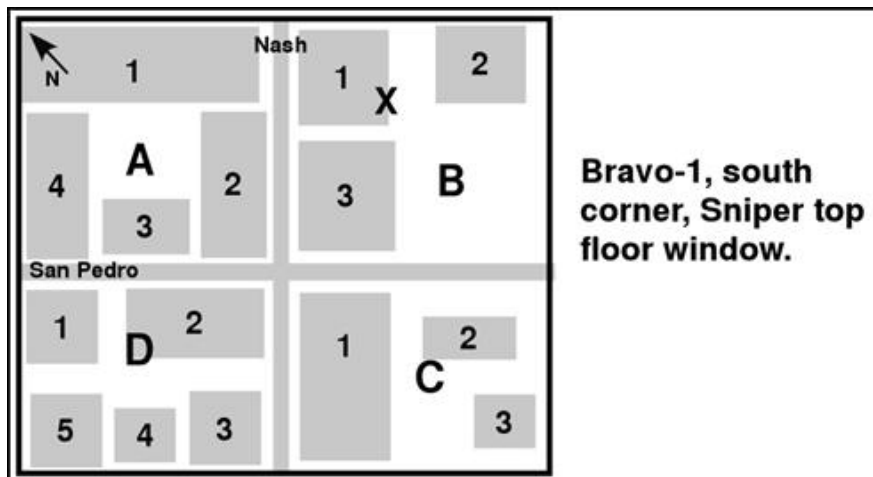 Nash
N
1
1
2
X
A
B
4
2
3
3
Bravo-1, south
corner, Sniper top
floor window.
San Pedro
1
2
D
1
2
C
5
4
3
3